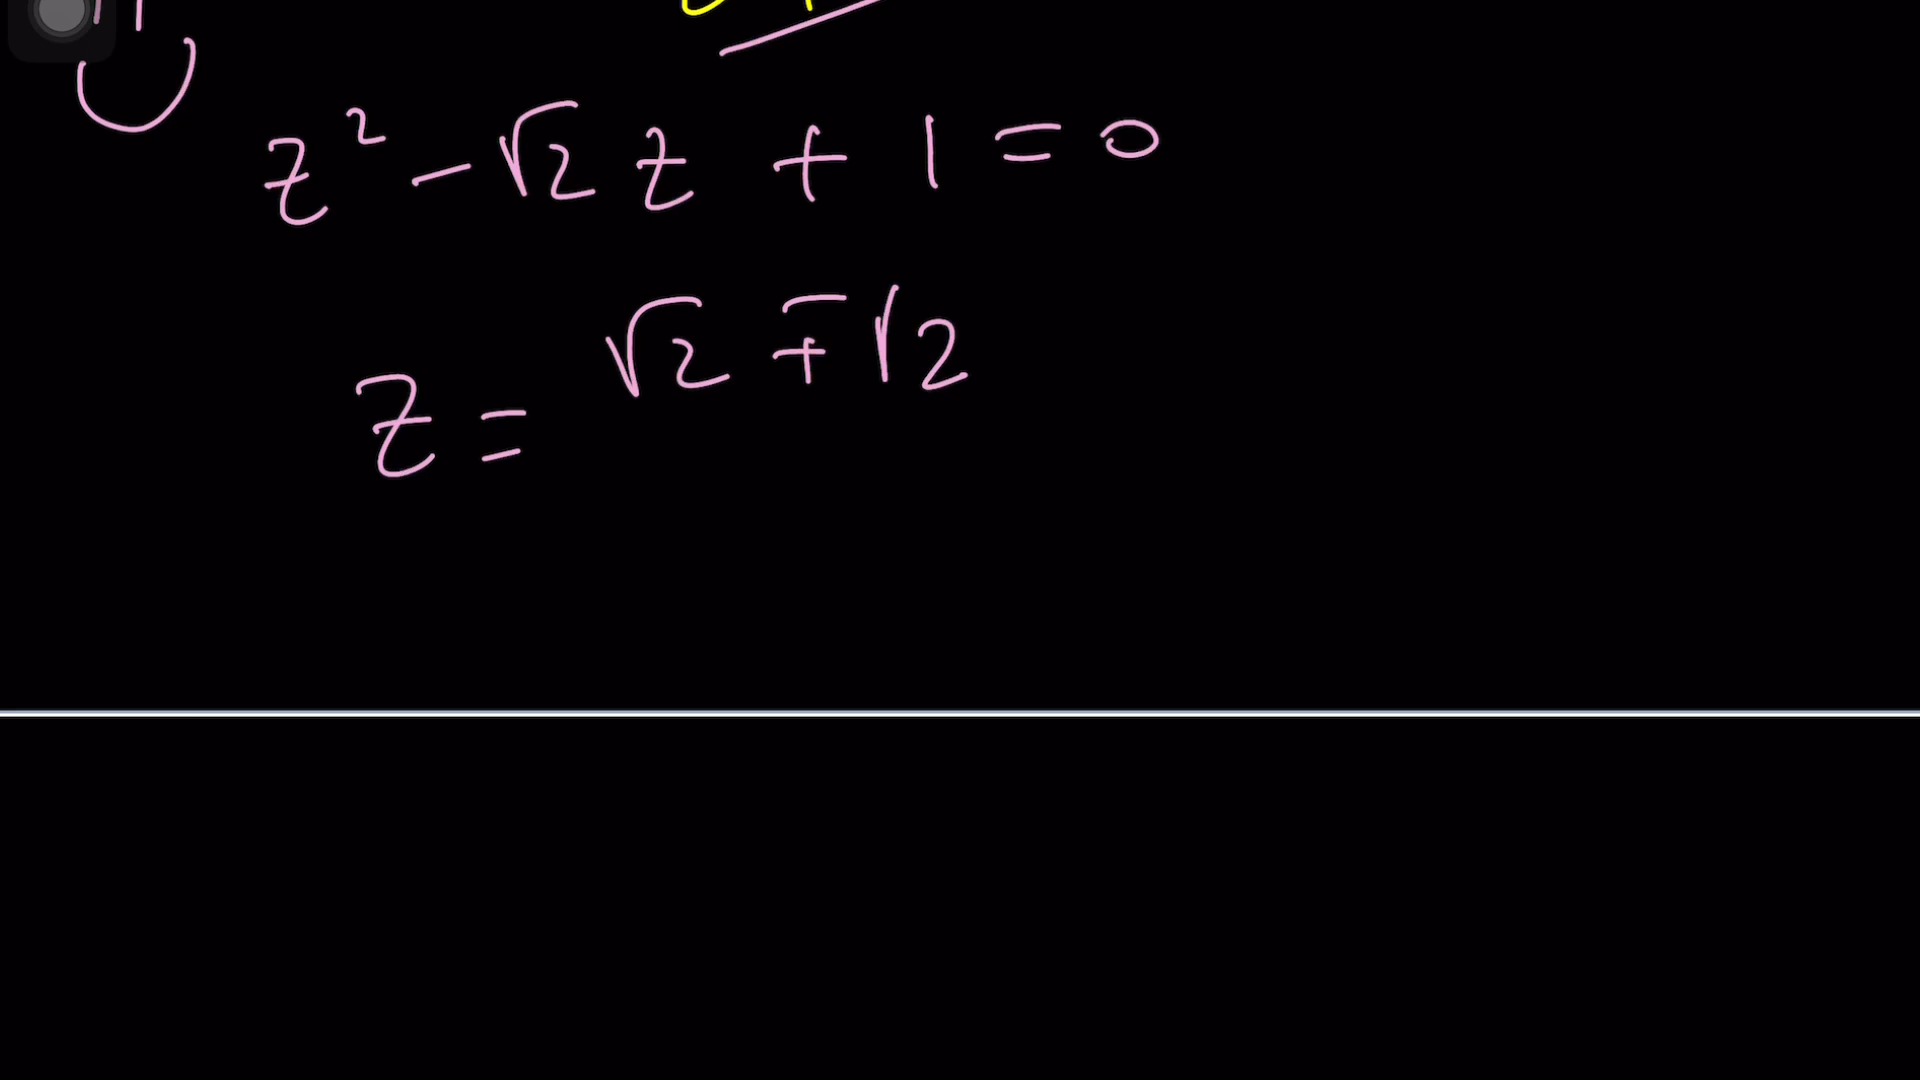 z² - √2 z + 1 = 0
z = √2 ∓ √2